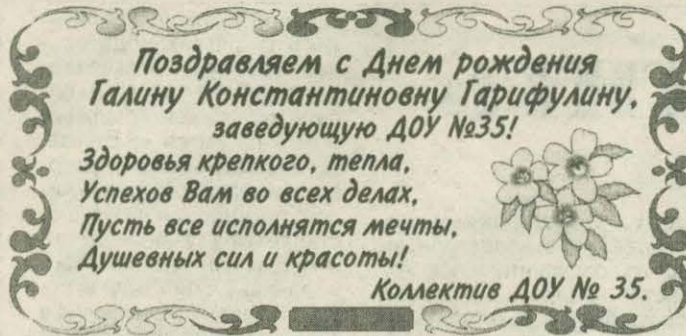 Поздравляем с Днем рождения
Галину Константиновну Гарифулину,
заведующую ДОУ №35!
Здоровья крепкого, тепла,
Успехов Вам во всех делах,
Пусть все исполнятся мечты,
Душевных сил и красоты!
Коллектив ДОУ № 35.